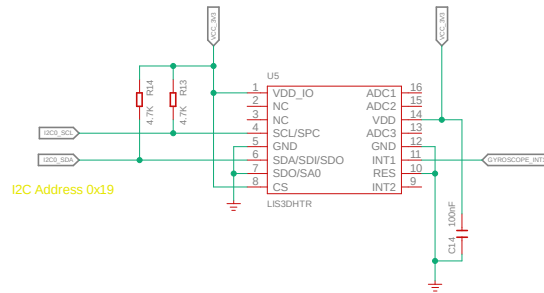 VCC_3V3
VCC_3V3
U5
R14
4.7K
R13
4.7K
1 VDD_IO ADC1 16
2 NC ADC2 15
3 NC VDD 14
4 SCL/SPC ADC3 13
5 GND GND 12
6 SDA/SDI/SDO INT1 11
7 SDO/SA0 RES 10
8 CS INT2 9
LIS3DHTR
I2C0_SCL
I2C0_SDA
GYROSCOPE_INT
I2C Address 0x19
100nF
C14